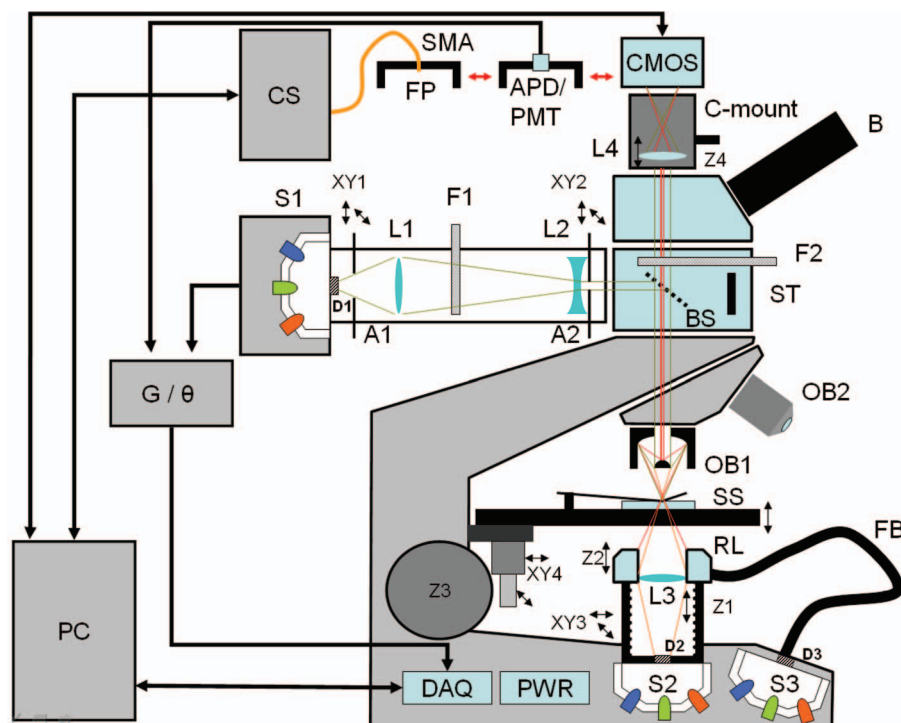 SMA
CMOS
CS
FP
APD/
PMT
C-mount
B
L4
Z4
XY1
F1
XY2
S1
L1
L2
F2
D1
ST
BS
A1
A2
G / θ
OB2
OB1
SS
FB
Z2
RL
XY4
Z3
L3
Z1
XY3
PC
D2
D3
S2
S3
DAQ
PWR